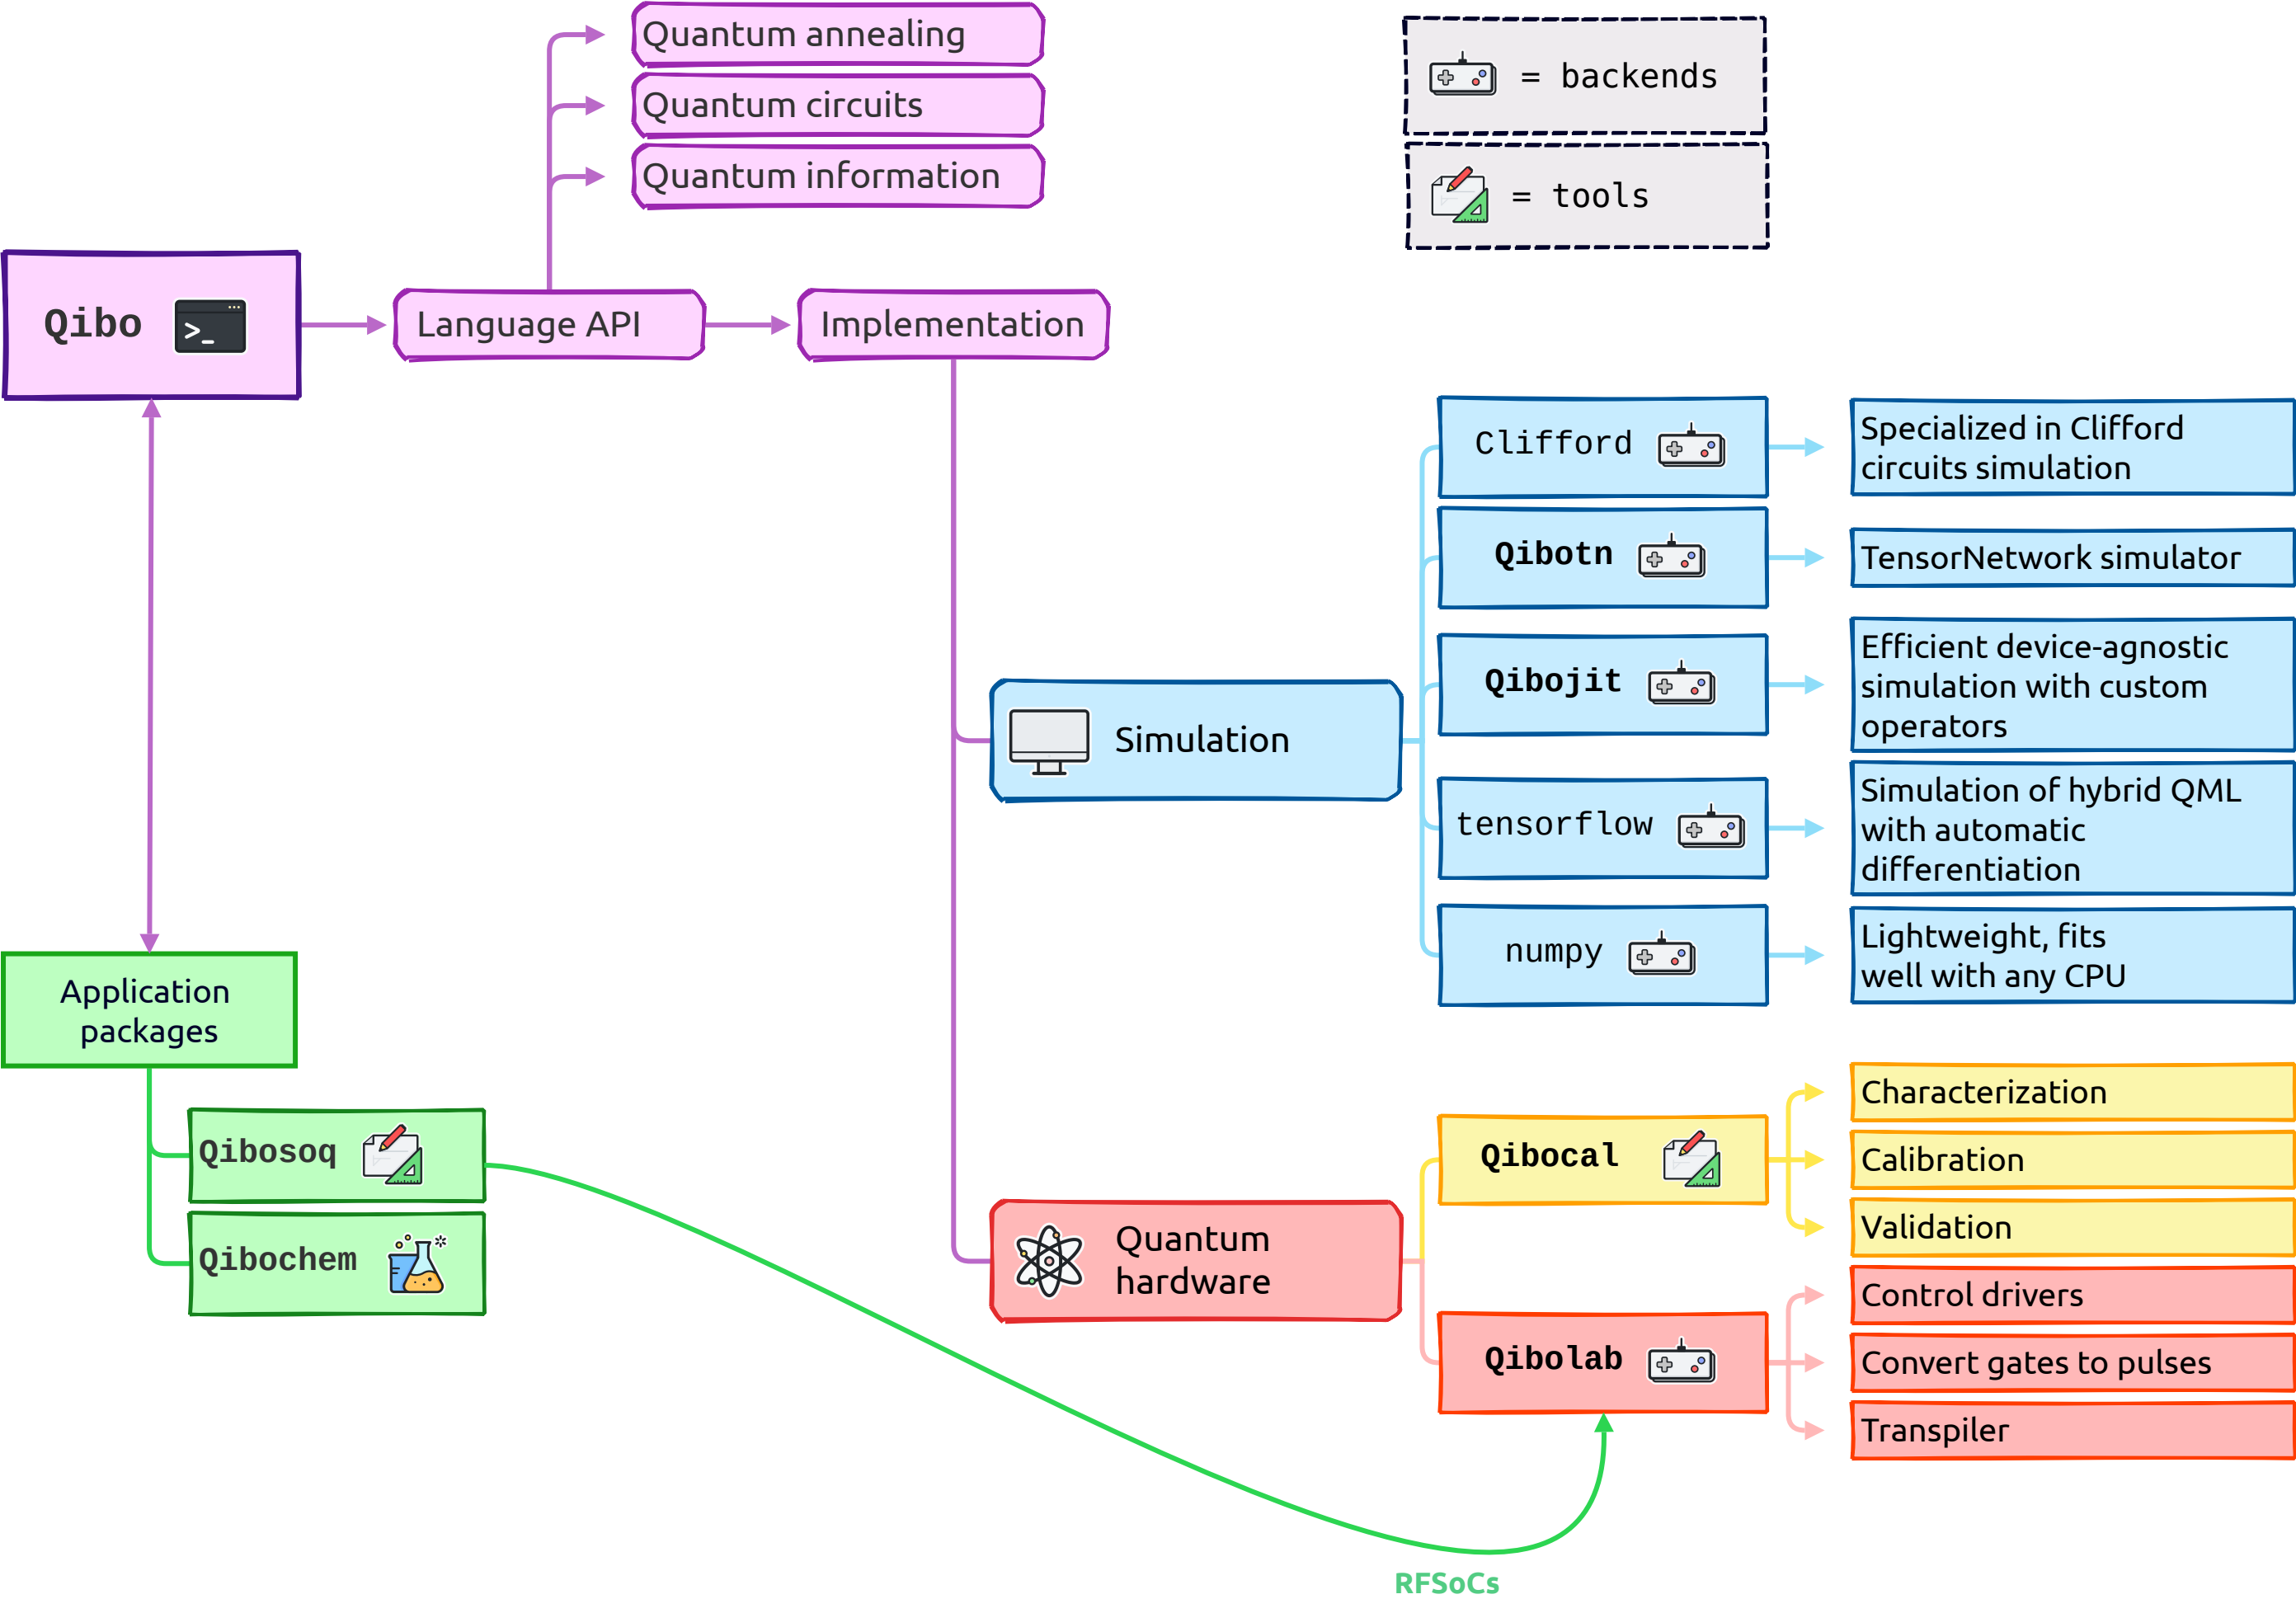 Quantum annealing
Quantum circuits
Quantum information
= backends
= tools
Qibo
>_
Language API
Implementation
Clifford
Specialized in Clifford
circuits simulation
Qibotn
TensorNetwork simulator
Qibojit
Efficient device-agnostic
simulation with custom
operators
Simulation
tensorflow
Simulation of hybrid QML
with automatic
differentiation
numpy
Lightweight, fits
well with any CPU
Application
packages
Qibosoq
Qibochem
Quantum
hardware
Qibocal
Characterization
Calibration
Validation
Qibolab
Control drivers
Convert gates to pulses
Transpiler
RFSoCs